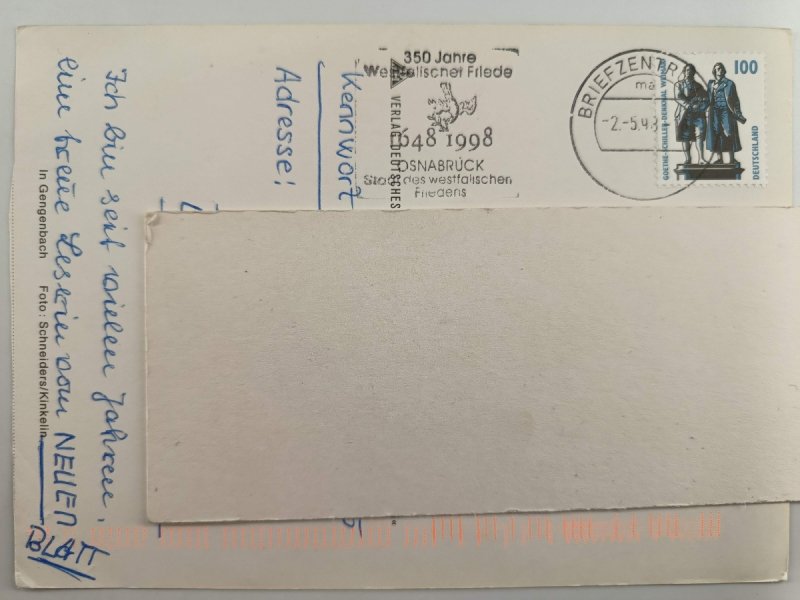 350 Jahre
Westfälischer Friede
1648 1998
OSNABRÜCK
Stadt des westfälischen
Friedens
BRIEFZENTR
-2.-5.98
100
GOETHE-SCHILLER-DENKMAL
DEUTSCHLAND
VERLAG DEUTSCHES
Kennwort
Adresse:
Ich bin seit vielen Jahren,
eine treue Leserin vom NEUEN
BLATT
In Gengenbach Foto: Schneiders/Kinkelin